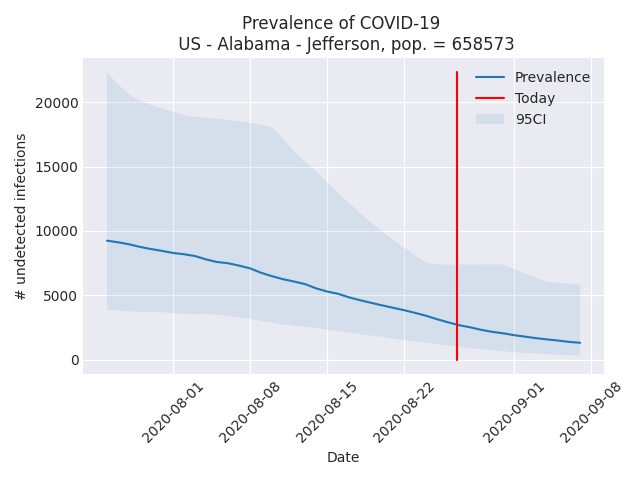 Prevalence of COVID-19
US - Alabama - Jefferson, pop. = 658573
Prevalence
Today
95CI
20000
15000
10000
5000
0
# undetected infections
2020-08-01
2020-08-08
2020-08-15
2020-08-22
2020-09-01
2020-09-08
Date